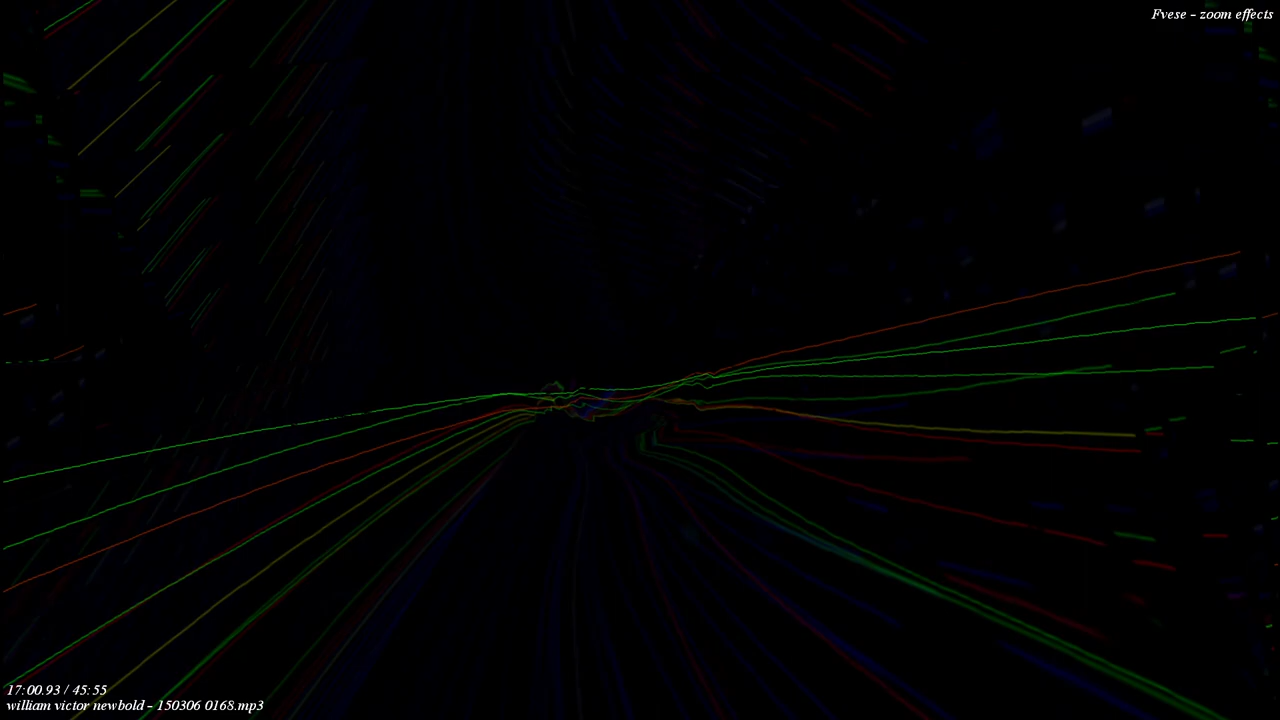 Fvese - zoom effects
17:00.93 / 45:55
william victor newbold - 150306 0168.mp3